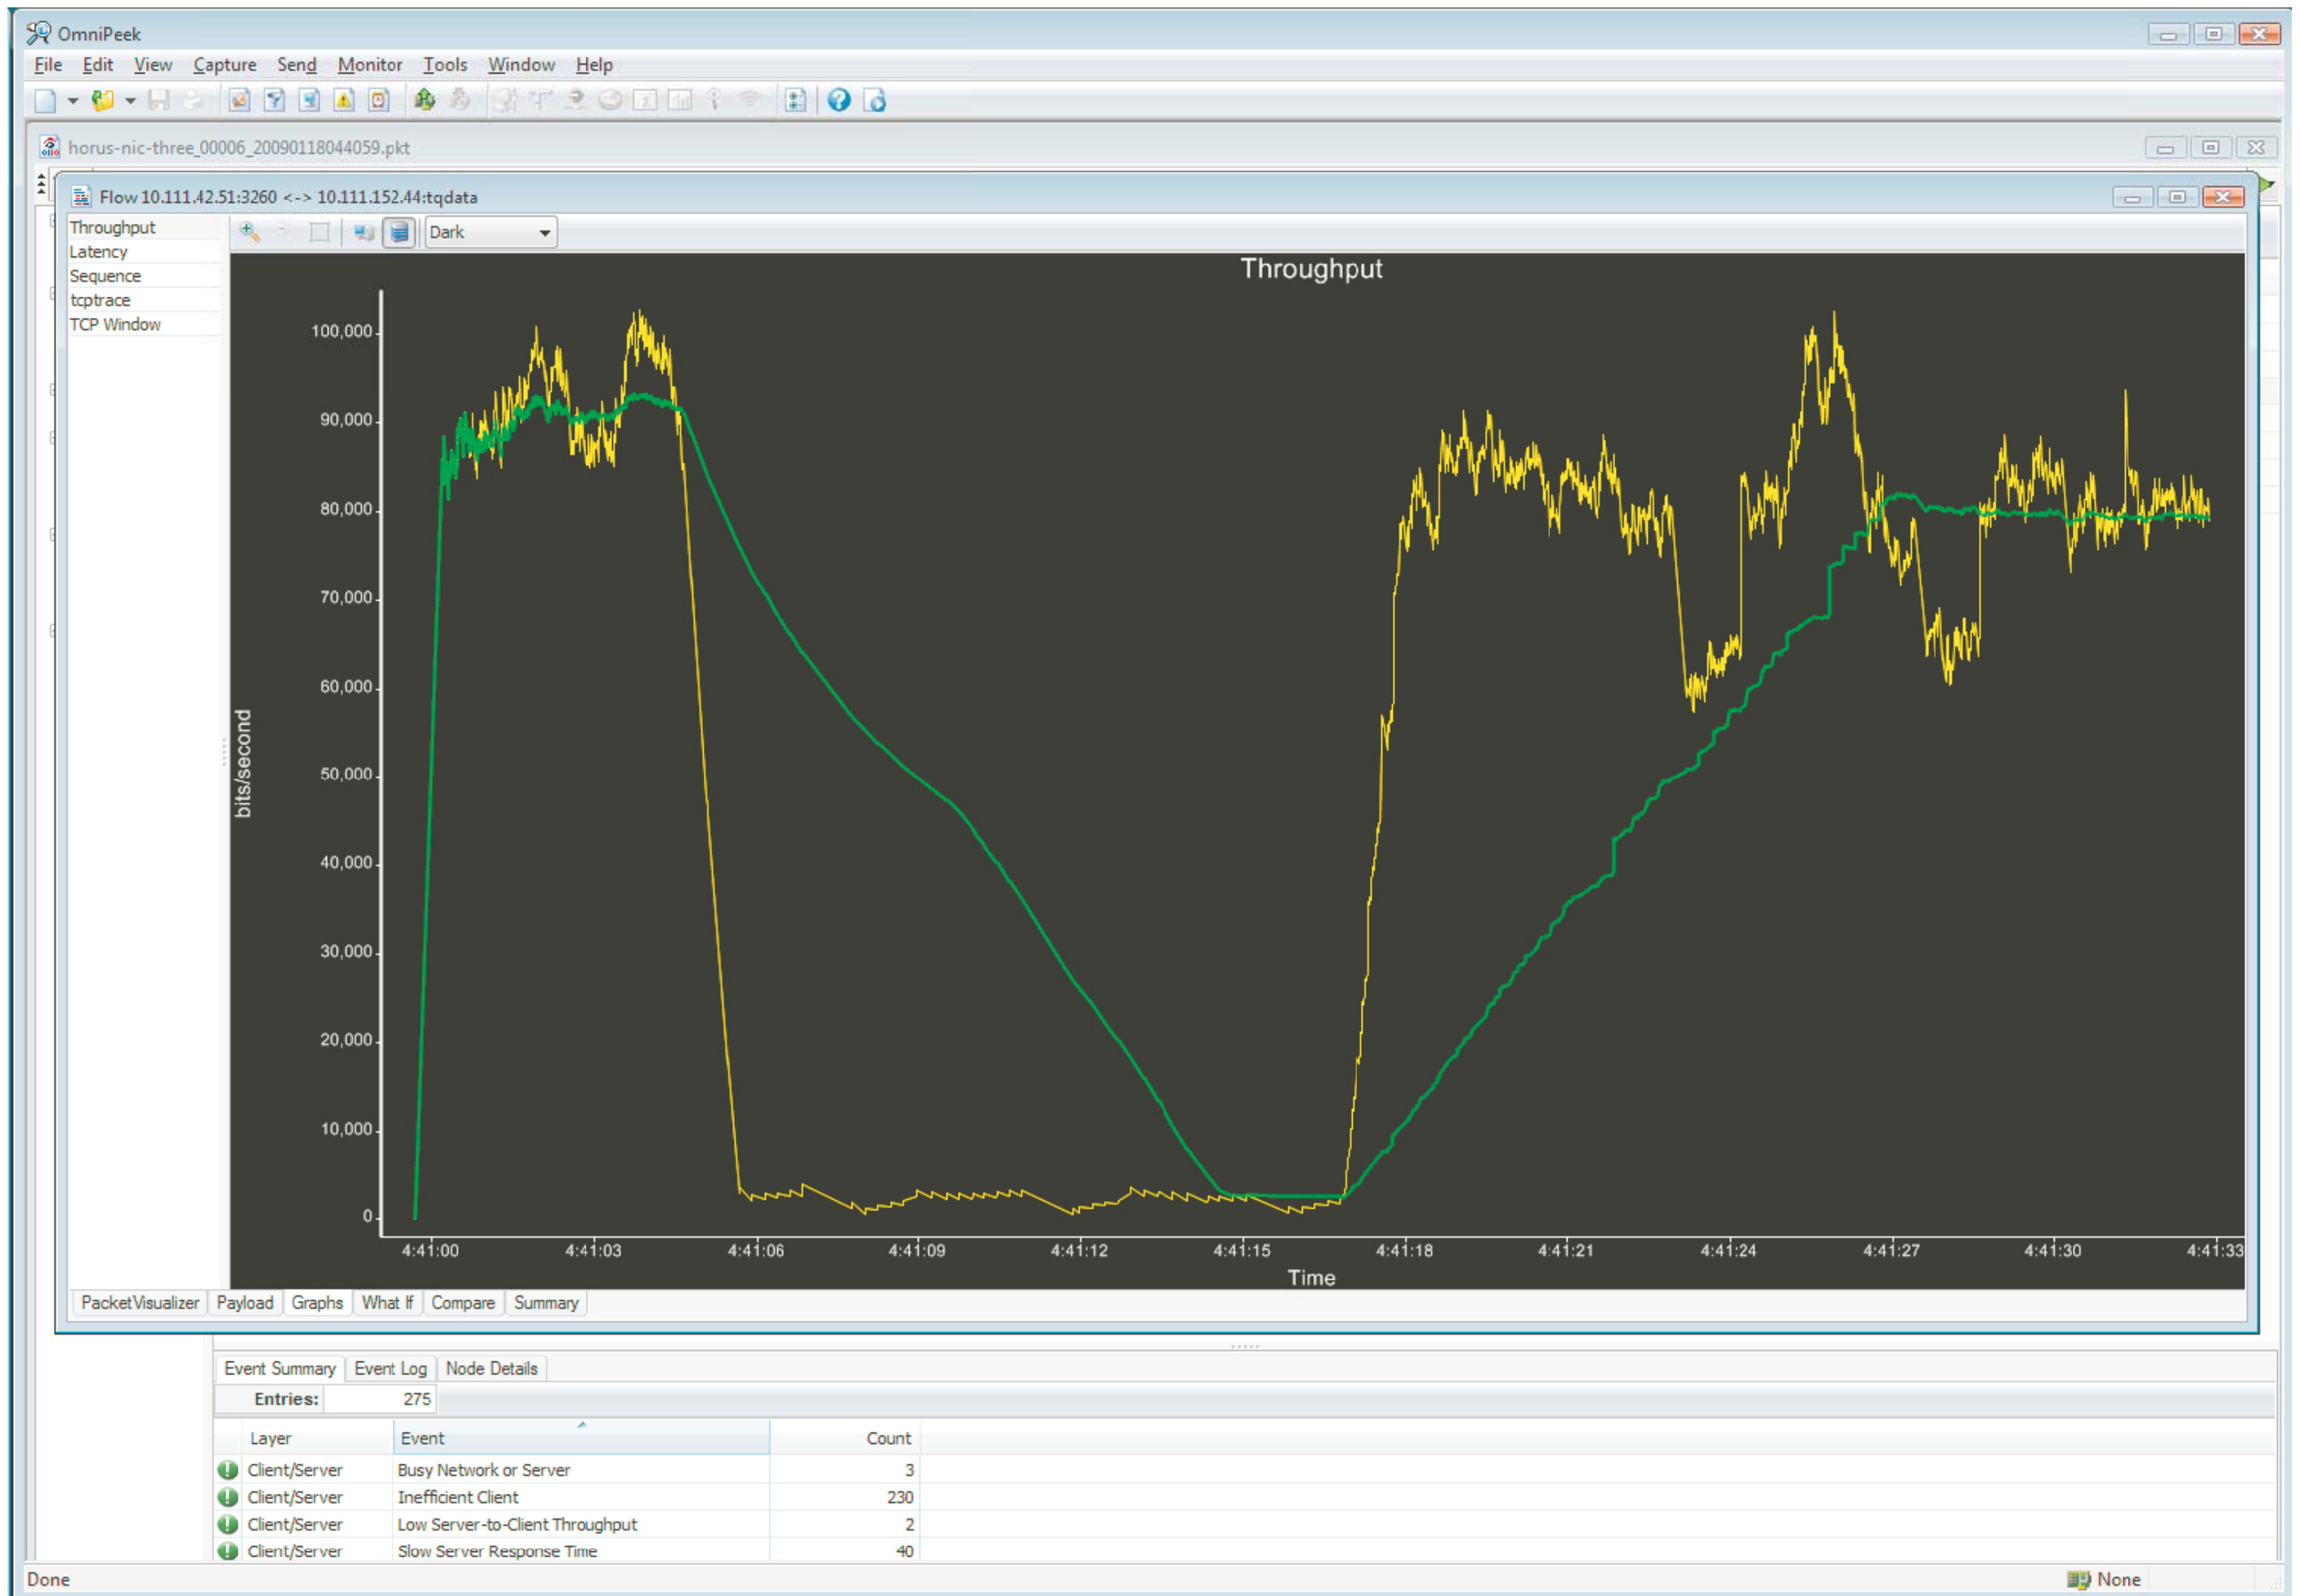 OmniPeek
File Edit View Capture Send Monitor Tools Window Help
horus-nic-three_00006_20090118044059.pkt
Flow 10.111.42.51:3260 <-> 10.111.152.44:tqdata
Throughput
Latency
Sequence
tcptrace
TCP Window
Dark
Throughput
100,000
90,000
80,000
70,000
60,000
50,000
40,000
30,000
20,000
10,000
0
bits/second
4:41:00 4:41:03 4:41:06 4:41:09 4:41:12 4:41:15 4:41:18 4:41:21 4:41:24 4:41:27 4:41:30 4:41:33
Time
PacketVisualizer Payload Graphs What If Compare Summary
Event Summary Event Log Node Details
Entries: 275
Layer Event Count
Client/Server Busy Network or Server 3
Client/Server Inefficient Client 230
Client/Server Low Server-to-Client Throughput 2
Client/Server Slow Server Response Time 40
Done None